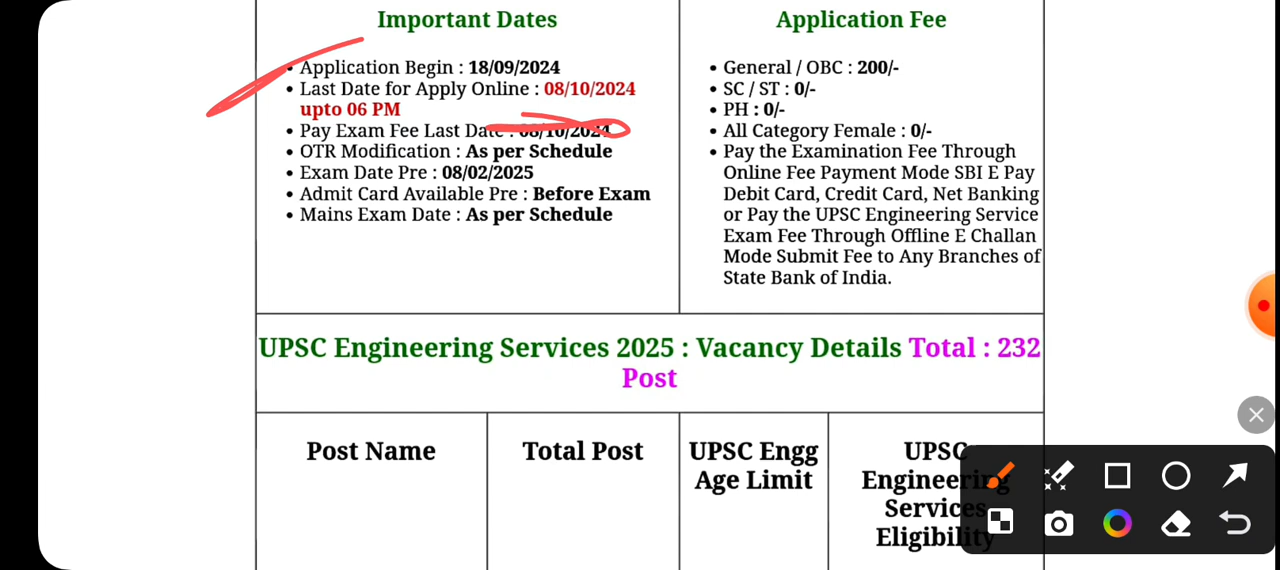 Important Dates
Application Begin : 18/09/2024
Last Date for Apply Online : 08/10/2024
upto 06 PM
Pay Exam Fee Last Date : 08/10/2024
OTR Modification : As per Schedule
Exam Date Pre : 08/02/2025
Admit Card Available Pre : Before Exam
Mains Exam Date : As per Schedule
Application Fee
General / OBC : 200/-
SC / ST : 0/-
PH : 0/-
All Category Female : 0/-
Pay the Examination Fee Through
Online Fee Payment Mode SBI E Pay
Debit Card, Credit Card, Net Banking
or Pay the UPSC Engineering Service
Exam Fee Through Offline E Challan
Mode Submit Fee to Any Branches of
State Bank of India.
UPSC Engineering Services 2025 : Vacancy Details Total : 232
Post
Post Name
Total Post
UPSC Engg
Age Limit
UPSC
Engineering
Services
Eligibility